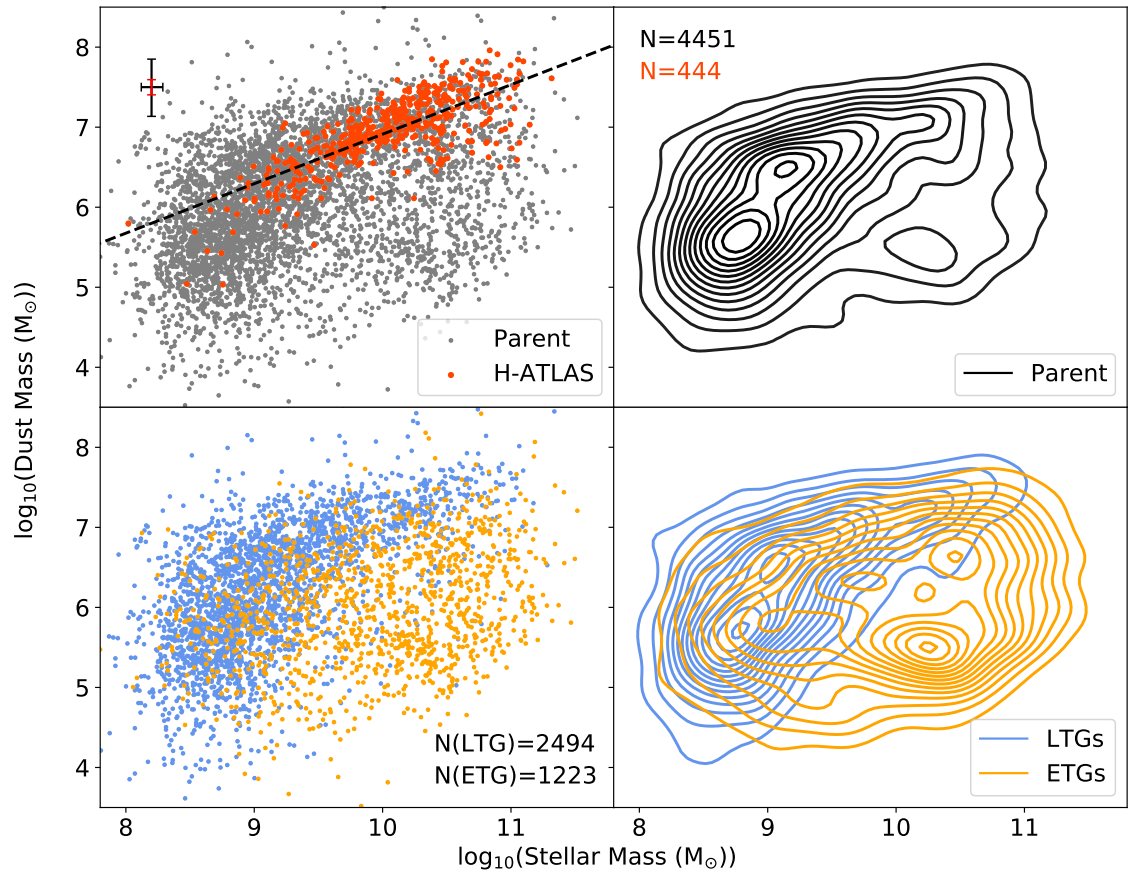 8
7
6
5
4
Parent
H-ATLAS
N=4451
N=444
Parent
log₁₀(Dust Mass (M⊙))
8
7
6
5
4
N(LTG)=2494
N(ETG)=1223
LTGs
ETGs
8 9 10 11 8 9 10 11
log₁₀(Stellar Mass (M⊙))